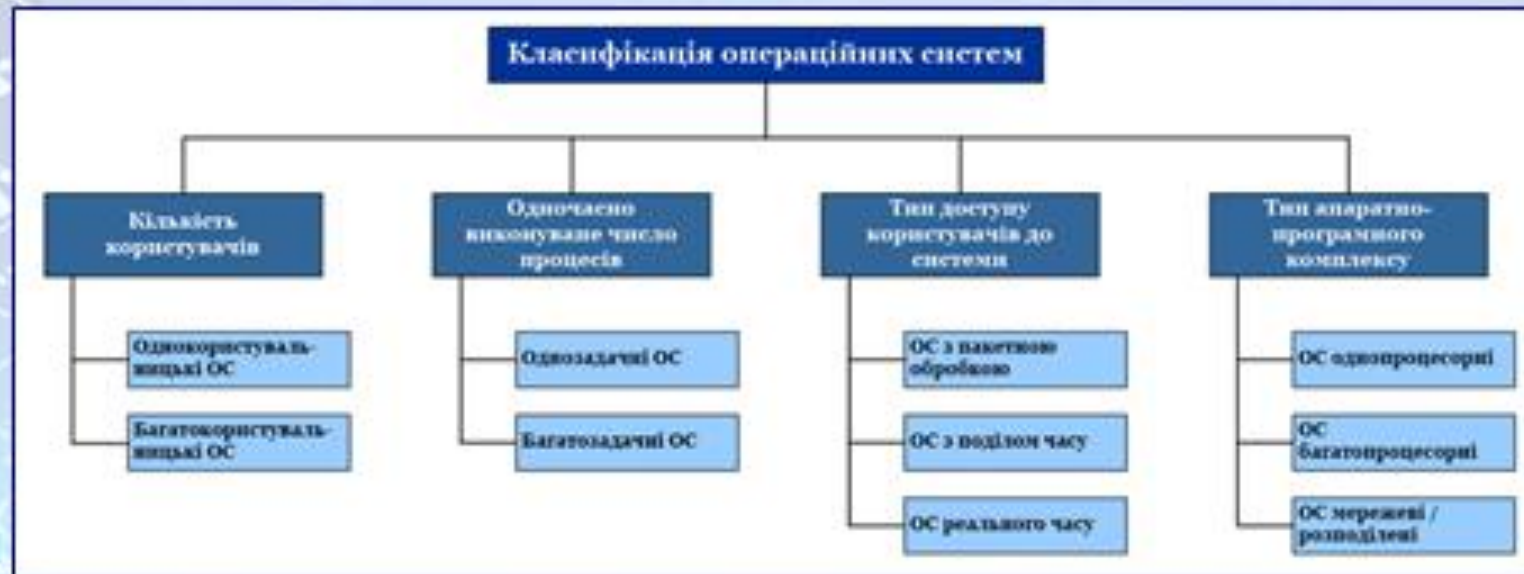 Класифікація операційних систем
Кількість
користувачів
Однокористуваль-
ницькі ОС
Багатокористуваль-
ницькі ОС
Одночасно
виконуване число
процесів
Однозадачні ОС
Багатозадачні ОС
Тип доступу
користувачів до
системи
ОС з пакетною
обробкою
ОС з поділом часу
ОС реального часу
Тип апаратно-
програмного
комплексу
ОС однопроцесорні
ОС
багатопроцесорні
ОС мережеві /
розподілені